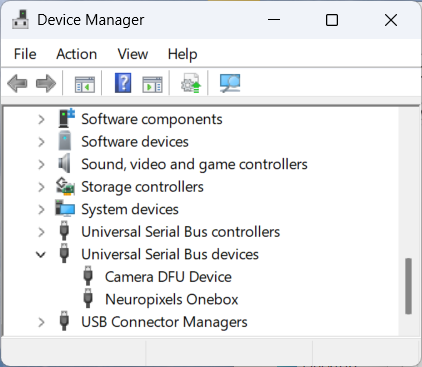 Device Manager
File Action View Help
Software components
Software devices
Sound, video and game controllers
Storage controllers
System devices
Universal Serial Bus controllers
Universal Serial Bus devices
Camera DFU Device
Neuropixels Onebox
USB Connector Managers